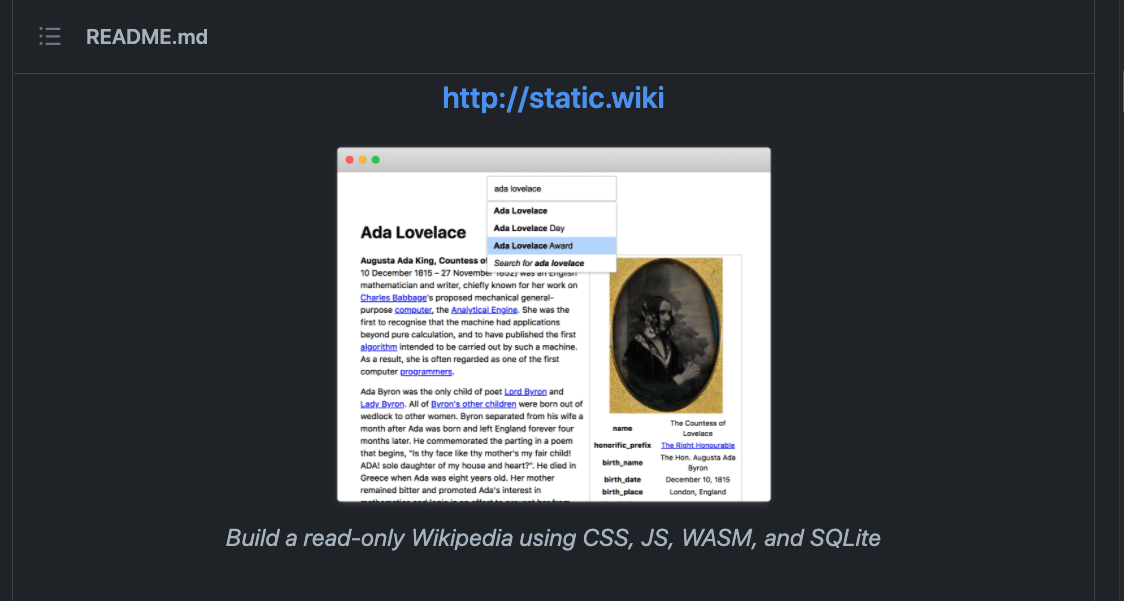 README.md
http://static.wiki
ada lovelace
Ada Lovelace
Ada Lovelace Day
Ada Lovelace Award
Search for ada lovelace
Ada Lovelace
Augusta Ada King, Countess of
10 December 1815 – 27 November 1852) was an English
mathematician and writer, chiefly known for her work on
Charles Babbage's proposed mechanical general-
purpose computer, the Analytical Engine. She was the
first to recognise that the machine had applications
beyond pure calculation, and to have published the first
algorithm intended to be carried out by such a machine.
As a result, she is often regarded as one of the first
computer programmers.
Ada Byron was the only child of poet Lord Byron and
Lady Byron. All of Byron's other children were born out of
wedlock to other women. Byron separated from his wife a
month after Ada was born and left England forever four
months later. He commemorated the parting in a poem
that begins, "Is thy face like thy mother's my fair child!
ADA! sole daughter of my house and heart?". He died in
Greece when Ada was eight years old. Her mother
remained bitter and promoted Ada's interest in
mathematics and logic in an effort to prevent her from
name The Countess of
Lovelace
honorific_prefix The Right Honourable
birth_name The Hon. Augusta Ada
Byron
birth_date December 10, 1815
birth_place London, England
Build a read-only Wikipedia using CSS, JS, WASM, and SQLite